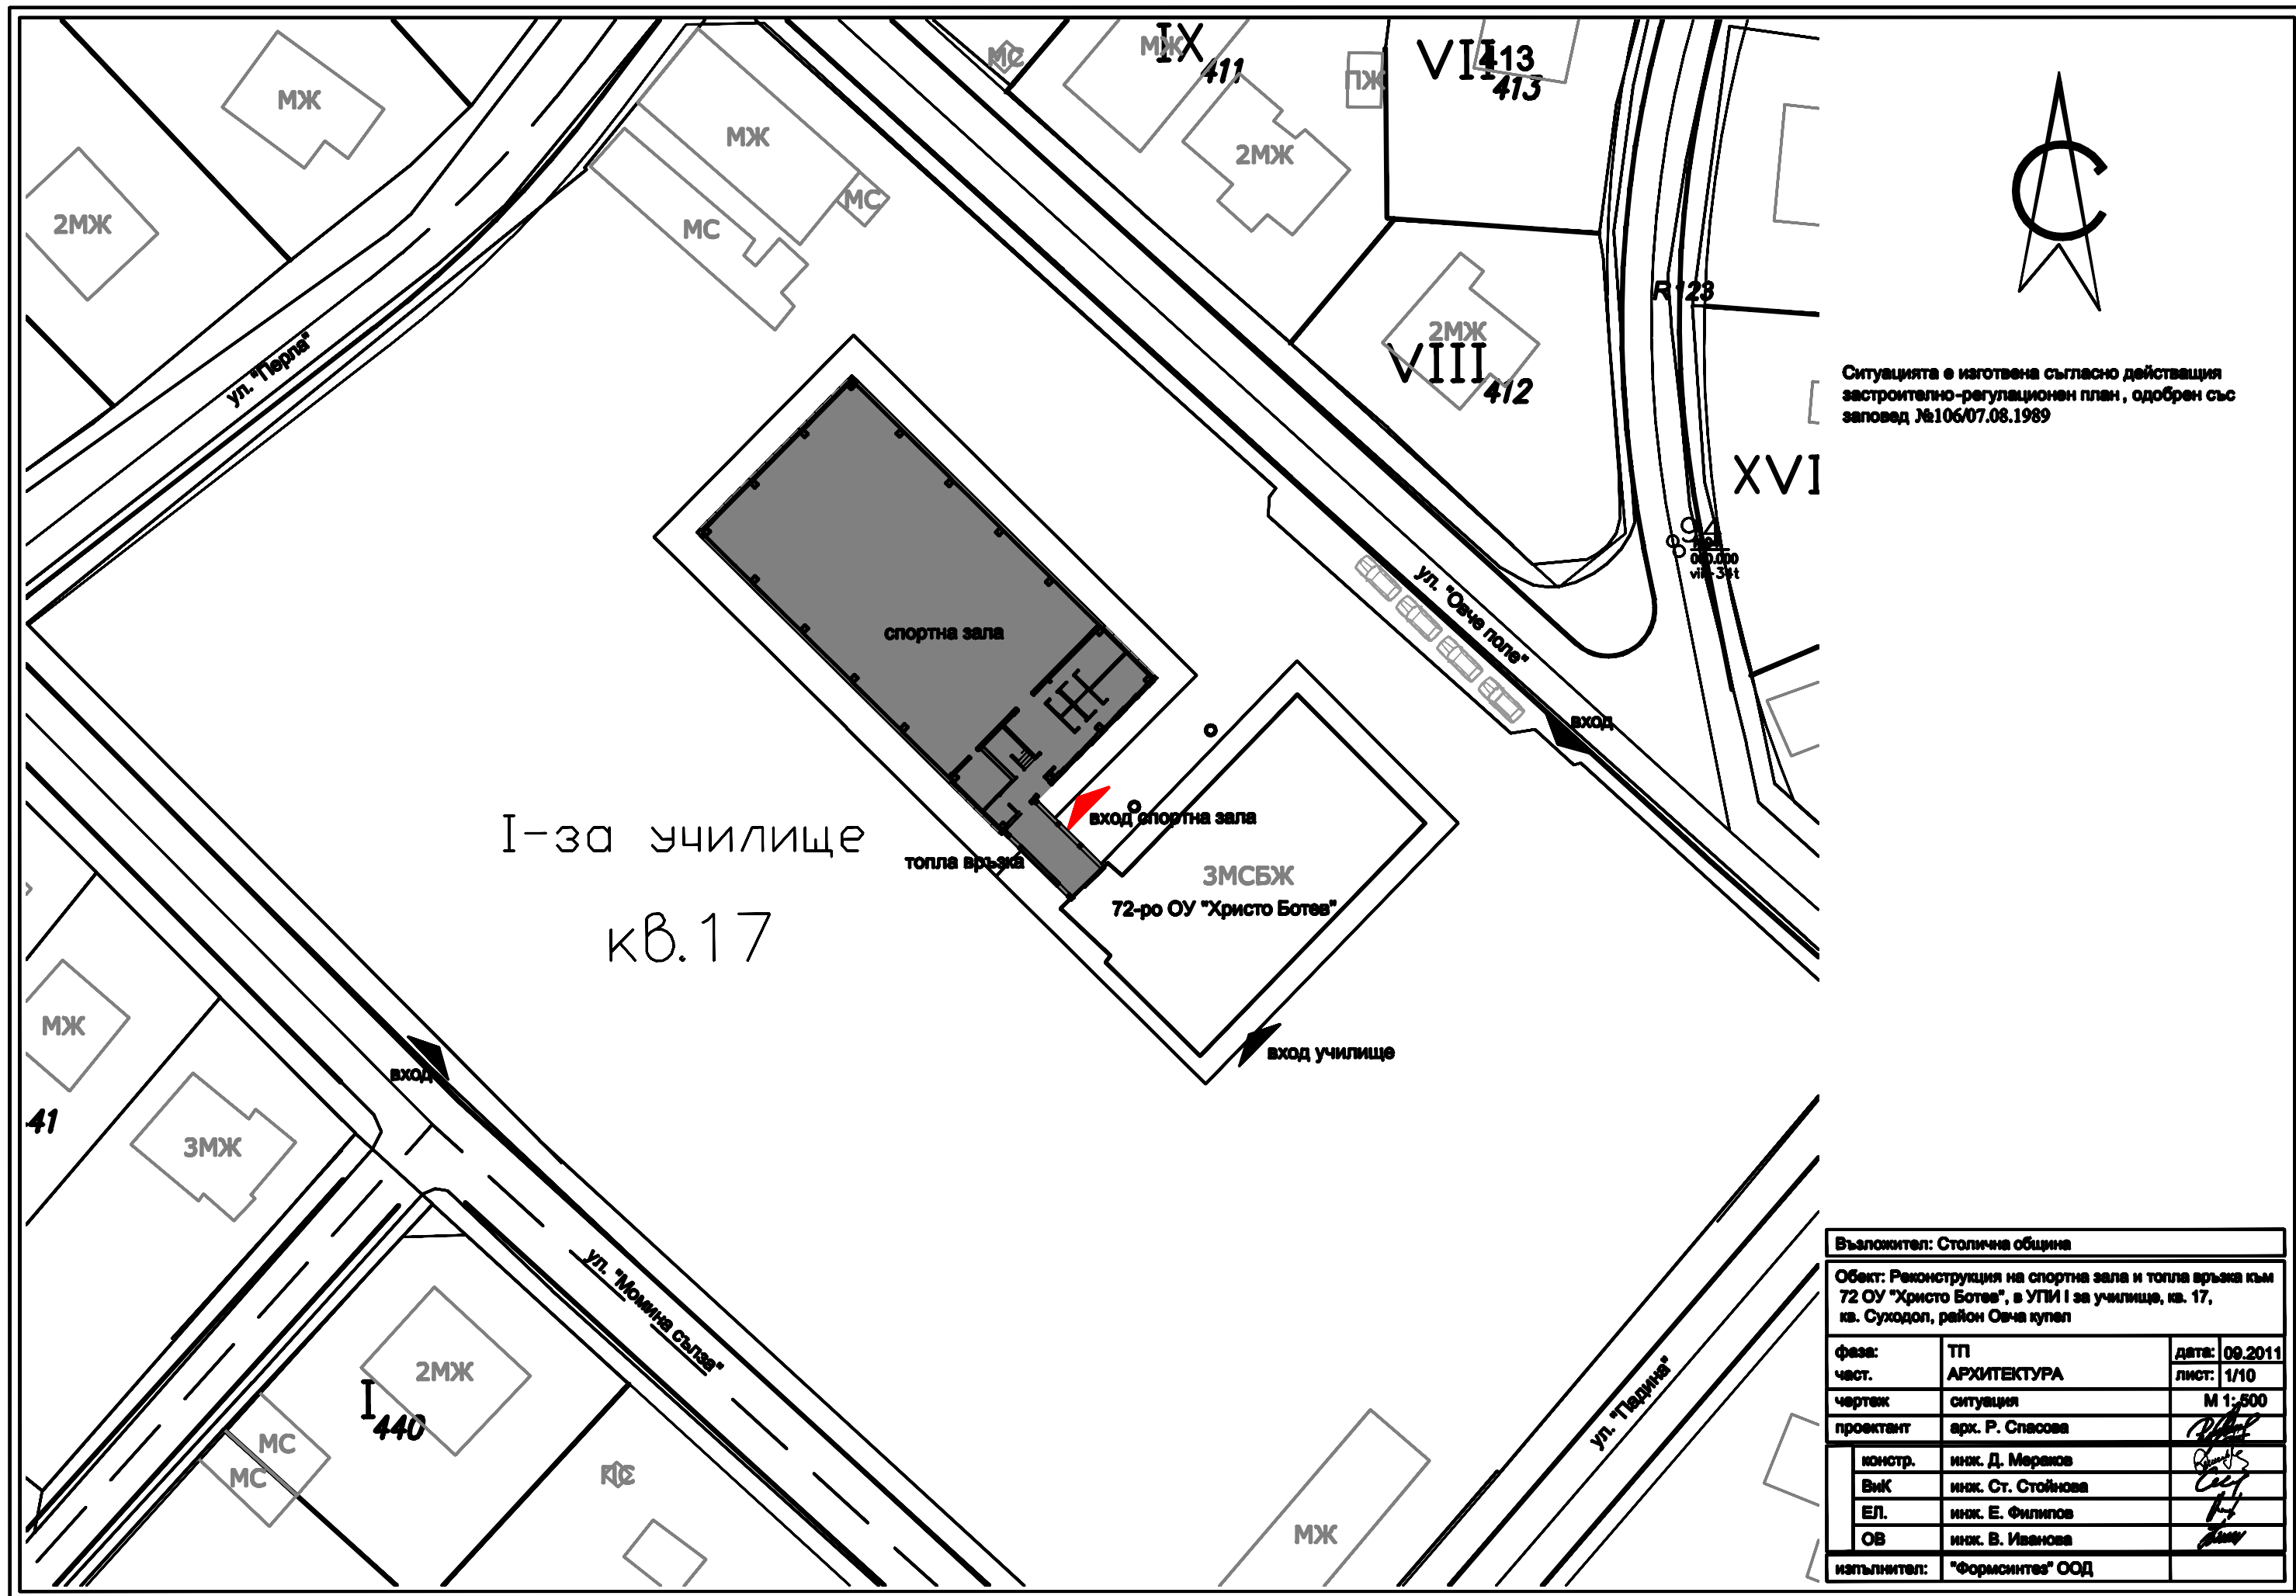 МЖ
2МЖ
МЖ
МС
МС
МС
IX
МЖ
411
2МЖ
ПЖ
VII
413
413
2МЖ
VIII
412
R 123
XVI
C
ул. "Перла"
Ситуацията е изготвена съгласно действащия
застроително-регулационен план, одобрен със
заповед №106/07.08.1989
ул. "Овче поле"
вход
спортна зала
вход спортна зала
топла връзка
3МСБЖ
72-ро ОУ "Христо Ботев"
вход училище
I-за училище
кв.17
МЖ
41
3МЖ
вход
ул. "Момина сълза"
2МЖ
I
440
МС
МС
МЖ
ул. "Падина"
Възложител: Столична община
Обект: Реконструкция на спортна зала и топла връзка към
72 ОУ "Христо Ботев", в УПИ I за училище, кв. 17,
кв. Суходол, район Овча купел
фаза: ТП дата: 09.2011
част. АРХИТЕКТУРА лист: 1/10
чертеж ситуация М 1: 500
проектант арх. Р. Спасова
констр. инж. Д. Мераков
ВиК инж. Ст. Стойнова
ЕЛ. инж. Е. Филипов
ОВ инж. В. Иванова
изпълнител: "Формсинтез" ООД